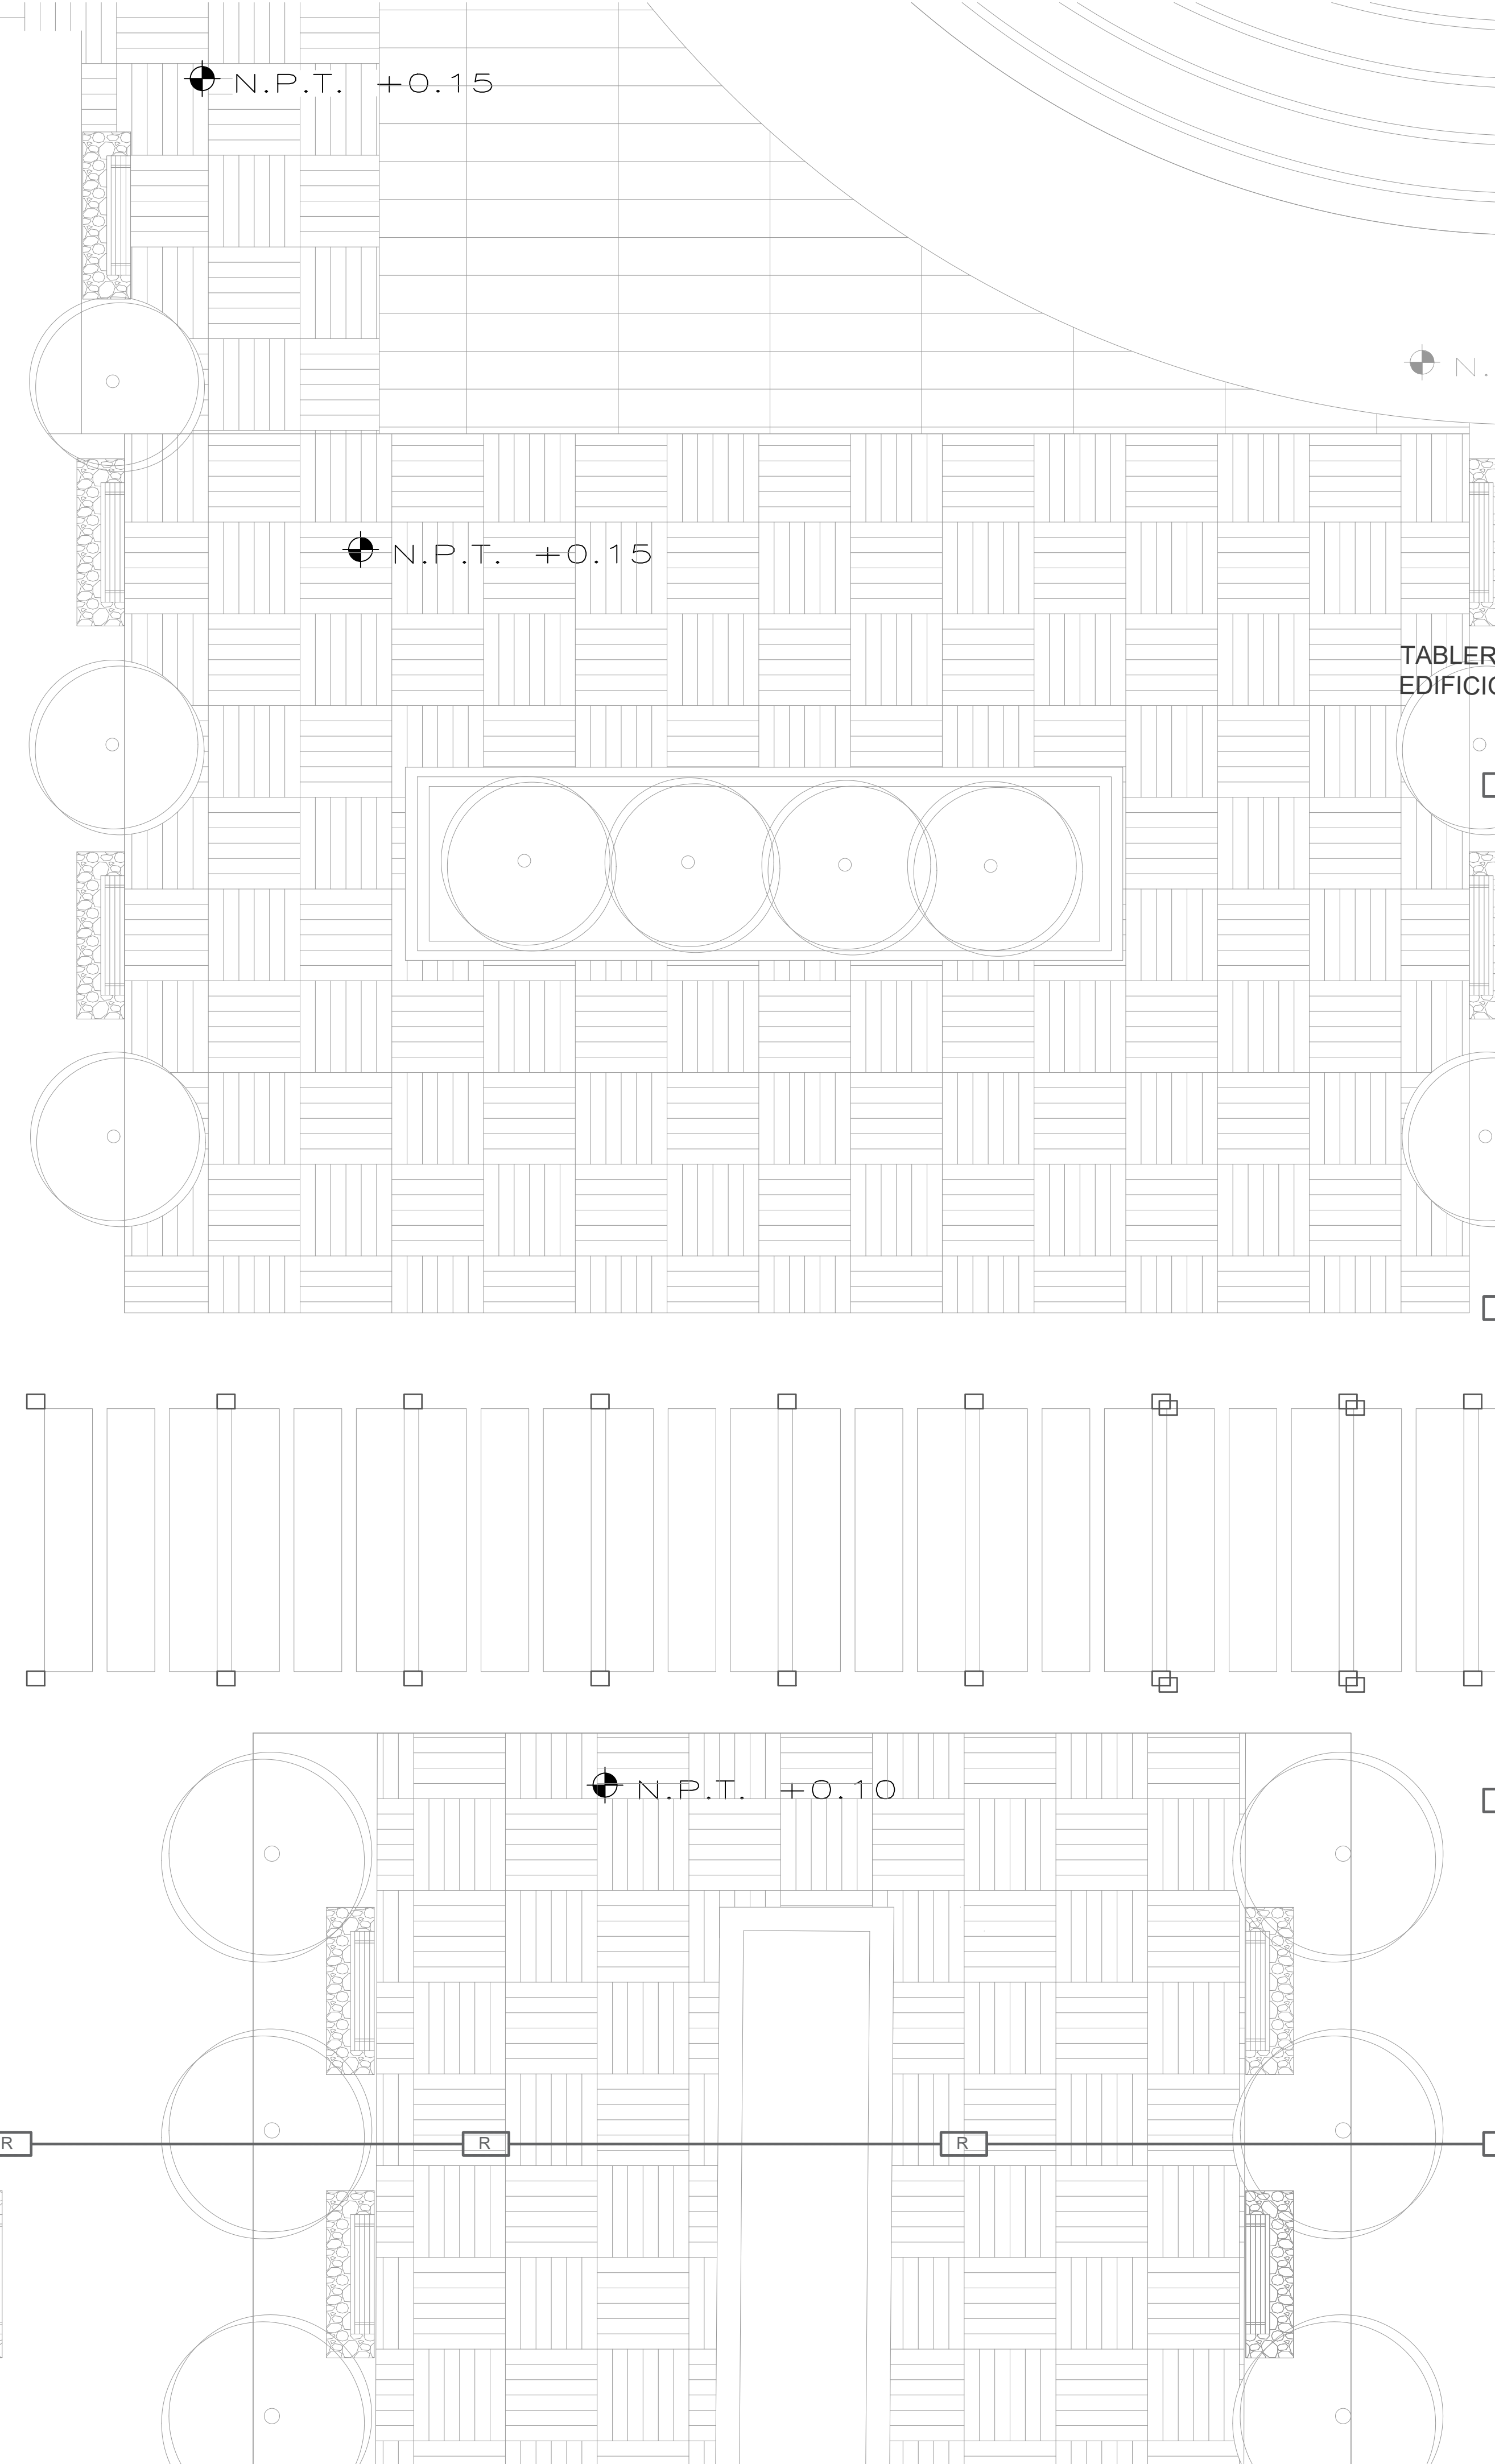 N.P.T. +0.15
N.
N.P.T. +0.15
TABLER
EDIFICIO
N.P.T. +0.10
R
R
R